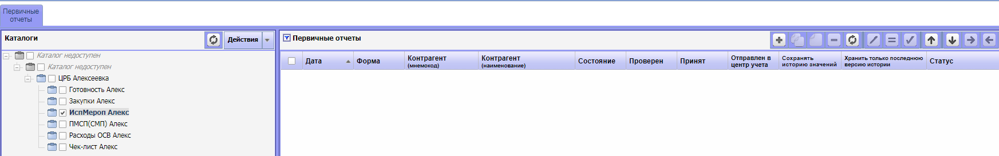 Первичные
отчеты
Каталоги
Действия
Каталог недоступен
Каталог недоступен
ЦРБ Алексеевка
Готовность Алекс
Закупки Алекс
ИспМероп Алекс
ПМСП(СМП) Алекс
Расходы ОСВ Алекс
Чек-лист Алекс
Первичные отчеты
Дата
Форма
Контрагент
(мнемокод)
Контрагент
(наименование)
Состояние
Проверен
Принят
Отправлен в
центр учета
Сохранять
историю значений
Хранить только последнюю
версию истории
Статус